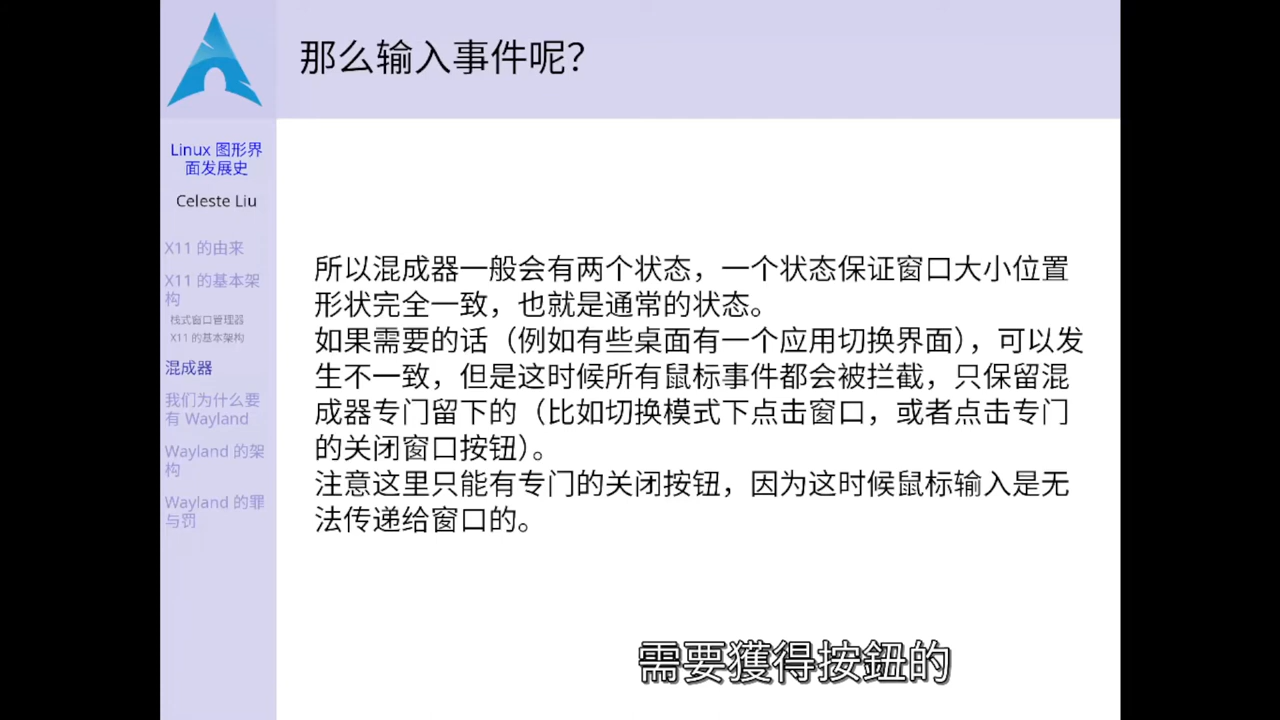 那么输入事件呢？
Linux 图形界
面发展史
Celeste Liu
X11 的由来
X11 的基本架
构
栈式窗口管理器
X11 的基本架构
混成器
我们为什么要
有 Wayland
Wayland 的架
构
Wayland 的罪
与罚
所以混成器一般会有两个状态，一个状态保证窗口大小位置
形状完全一致，也就是通常的状态。
如果需要的话（例如有些桌面有一个应用切换界面），可以发
生不一致，但是这时候所有鼠标事件都会被拦截，只保留混
成器专门留下的（比如切换模式下点击窗口，或者点击专门
的关闭窗口按钮）。
注意这里只能有专门的关闭按钮，因为这时候鼠标输入是无
法传递给窗口的。
需要獲得按鈕的